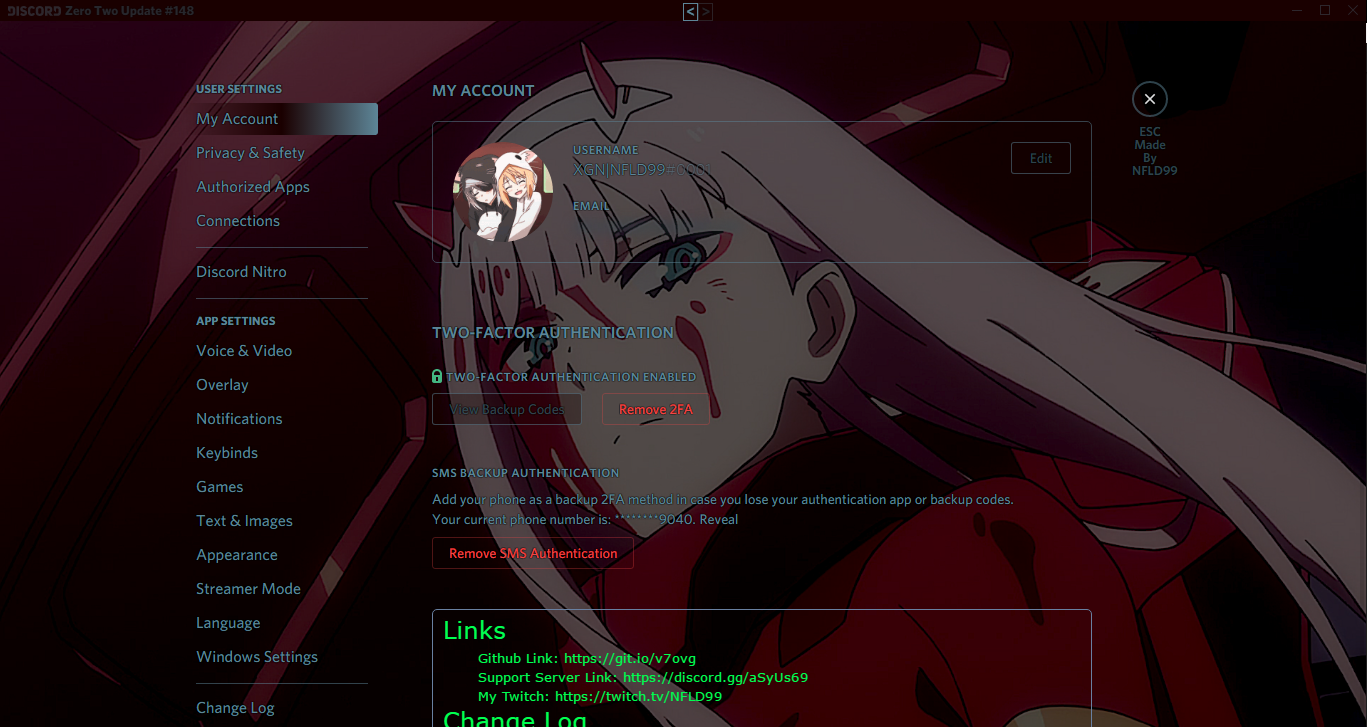 DISCORD Zero Two Update #148
< >
USER SETTINGS
My Account
Privacy & Safety
Authorized Apps
Connections
Discord Nitro
APP SETTINGS
Voice & Video
Overlay
Notifications
Keybinds
Games
Text & Images
Appearance
Streamer Mode
Language
Windows Settings
Change Log
MY ACCOUNT
USERNAME
XGN|NFLD99
EMAIL
Edit
TWO-FACTOR AUTHENTICATION
TWO-FACTOR AUTHENTICATION ENABLED
View Backup Codes
Remove 2FA
SMS BACKUP AUTHENTICATION
Add your phone as a backup 2FA method in case you lose your authentication app or backup codes.
Your current phone number is: ********9040. Reveal
Remove SMS Authentication
Links
Github Link: https://git.io/v7ovg
Support Server Link: https://discord.gg/aSyUs69
My Twitch: https://twitch.tv/NFLD99
Change Log
ESC
Made
By
NFLD99